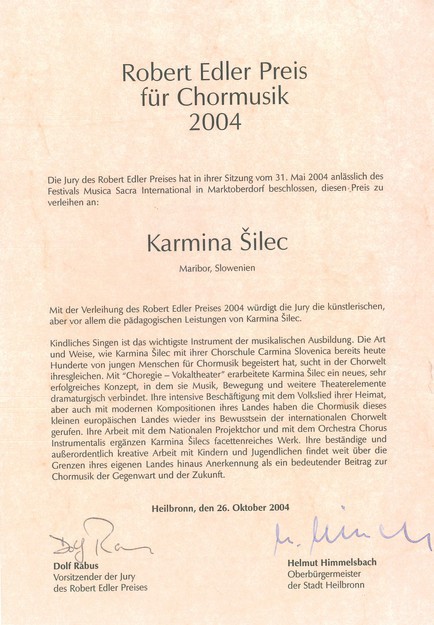 Robert Edler Preis
für Chormusik
2004
Die Jury des Robert Edler Preises hat in ihrer Sitzung vom 31. Mai 2004 anlässlich des
Festivals Musica Sacra International in Marktoberdorf beschlossen, diesen Preis zu
verleihen an:
Karmina Šilec
Maribor, Slowenien
Mit der Verleihung des Robert Edler Preises 2004 würdigt die Jury die künstlerischen,
aber vor allem die pädagogischen Leistungen von Karmina Šilec.
Kindliches Singen ist das wichtigste Instrument der musikalischen Ausbildung. Die Art
und Weise, wie Karmina Šilec mit ihrer Chorschule Carmina Slovenica bereits heute
Hunderte von jungen Menschen für Chormusik begeistert hat, sucht in der Chorwelt
ihresgleichen. Mit "Choregie – Vokaltheater" erarbeitete Karmina Šilec ein neues, sehr
erfolgreiches Konzept, in dem sie Musik, Bewegung und weitere Theaterelemente
dramaturgisch verbindet. Ihre intensive Beschäftigung mit dem Volkslied ihrer Heimat,
aber auch mit modernen Kompositionen ihres Landes haben die Chormusik dieses
kleinen europäischen Landes wieder ins Bewusstsein der internationalen Chorwelt
gerufen. Ihre Arbeit mit dem Nationalen Projektchor und mit dem Orchestra Chorus
Instrumentalis ergänzen Karmina Šilecs facettenreiches Werk. Ihre beständige und
außerordentlich kreative Arbeit mit Kindern und Jugendlichen findet weit über die
Grenzen ihres eigenen Landes hinaus Anerkennung als ein bedeutender Beitrag zur
Chormusik der Gegenwart und der Zukunft.
Heilbronn, den 26. Oktober 2004
Dolf Rabus
Vorsitzender der Jury
des Robert Edler Preises
Helmut Himmelsbach
Oberbürgermeister
der Stadt Heilbronn